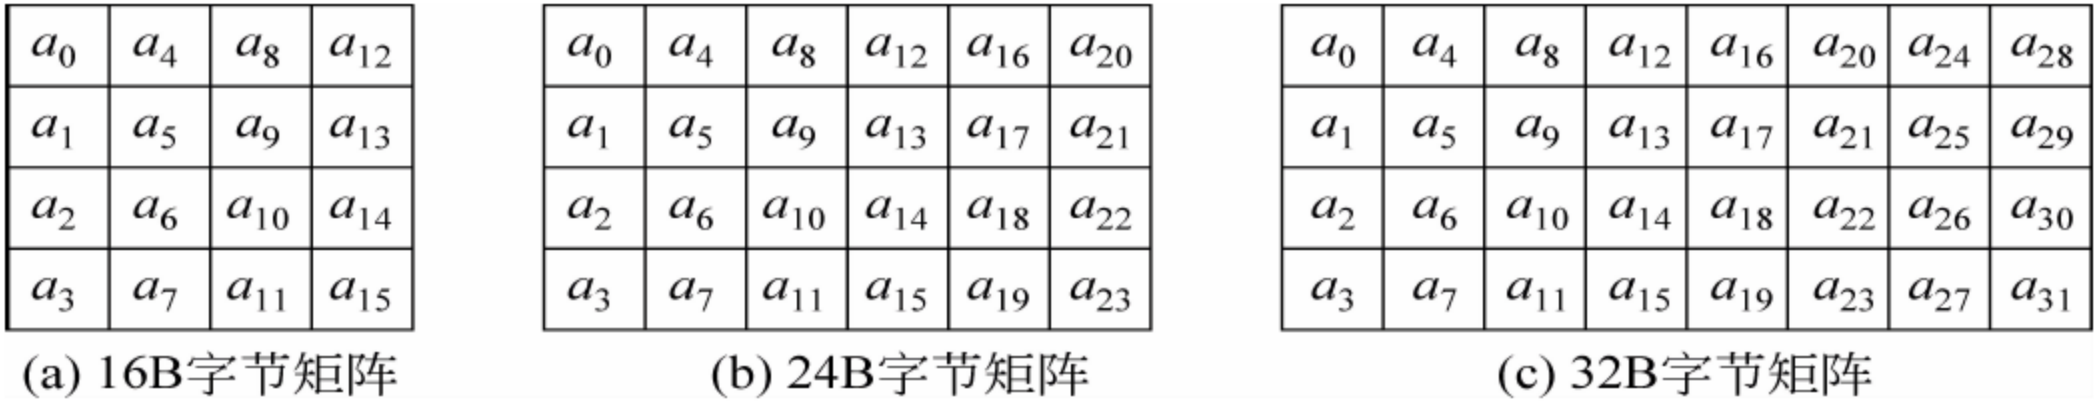 a₀ a₄ a₈ a₁₂ a₀ a₄ a₈ a₁₂ a₁₆ a₂₀ a₀ a₄ a₈ a₁₂ a₁₆ a₂₀ a₂₄ a₂₈
a₁ a₅ a₉ a₁₃ a₁ a₅ a₉ a₁₃ a₁₇ a₂₁ a₁ a₅ a₉ a₁₃ a₁₇ a₂₁ a₂₅ a₂₉
a₂ a₆ a₁₀ a₁₄ a₂ a₆ a₁₀ a₁₄ a₁₈ a₂₂ a₂ a₆ a₁₀ a₁₄ a₁₈ a₂₂ a₂₆ a₃₀
a₃ a₇ a₁₁ a₁₅ a₃ a₇ a₁₁ a₁₅ a₁₉ a₂₃ a₃ a₇ a₁₁ a₁₅ a₁₉ a₂₃ a₂₇ a₃₁
(a) 16B字节矩阵 (b) 24B字节矩阵 (c) 32B字节矩阵